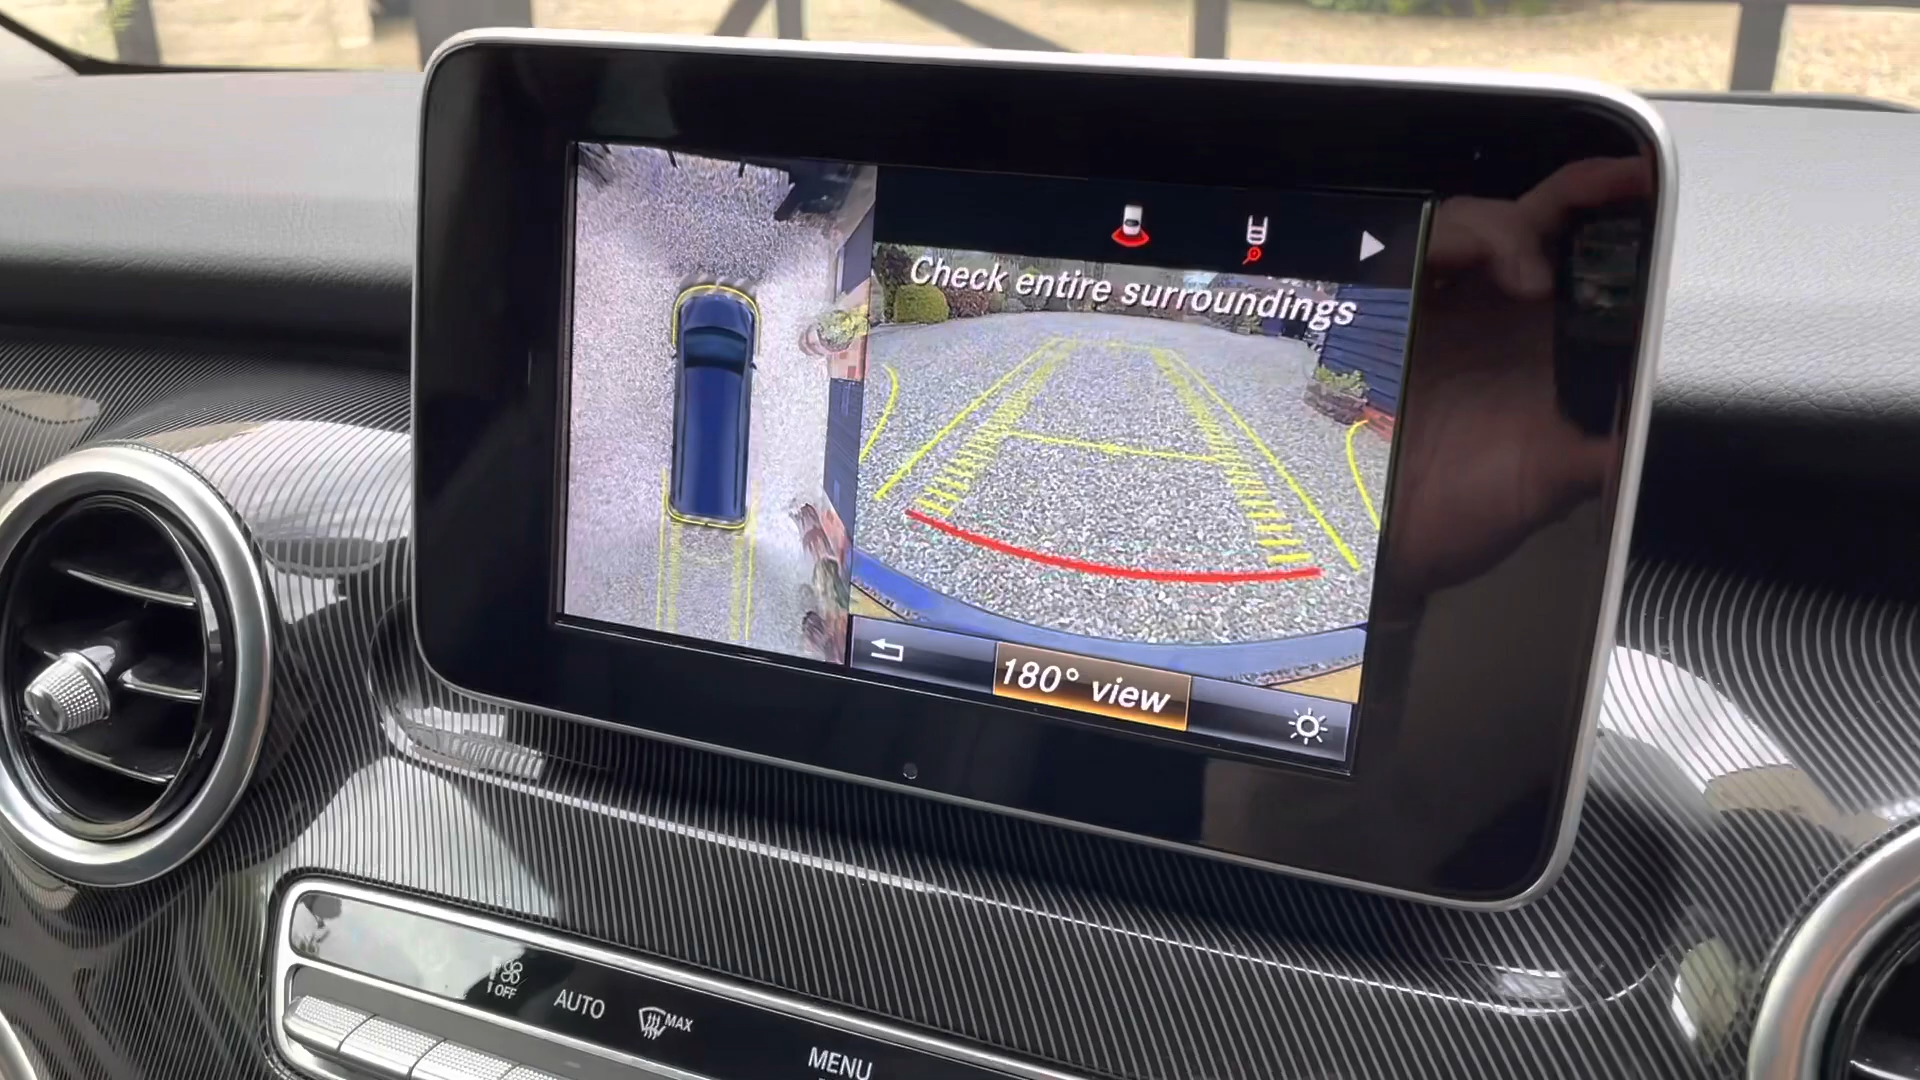 Check entire surroundings
180° view
OFF
AUTO
MAX
MENU